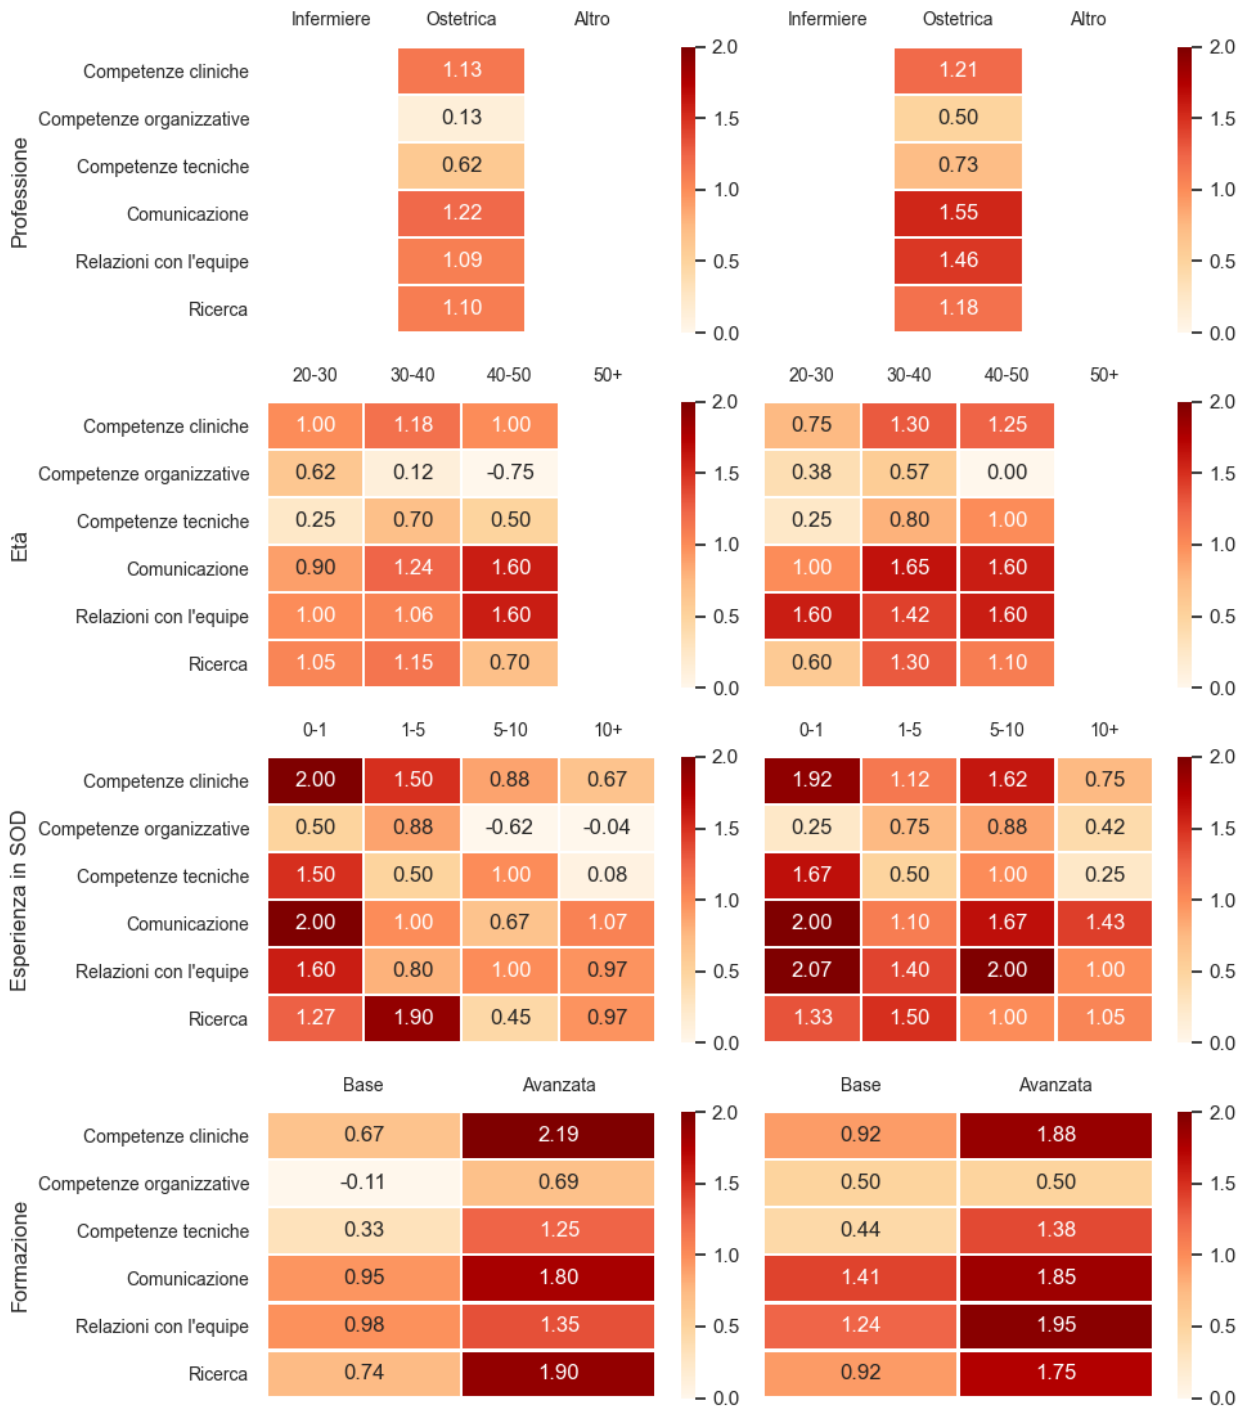 Infermiere Ostetrica Altro Infermiere Ostetrica Altro
Professione
Competenze cliniche 1.13 1.21
Competenze organizzative 0.13 0.50
Competenze tecniche 0.62 0.73
Comunicazione 1.22 1.55
Relazioni con l'equipe 1.09 1.46
Ricerca 1.10 1.18
2.0 1.5 1.0 0.5 0.0
2.0 1.5 1.0 0.5 0.0
20-30 30-40 40-50 50+ 20-30 30-40 40-50 50+
Età
Competenze cliniche 1.00 1.18 1.00 0.75 1.30 1.25
Competenze organizzative 0.62 0.12 -0.75 0.38 0.57 0.00
Competenze tecniche 0.25 0.70 0.50 0.25 0.80 1.00
Comunicazione 0.90 1.24 1.60 1.00 1.65 1.60
Relazioni con l'equipe 1.00 1.06 1.60 1.60 1.42 1.60
Ricerca 1.05 1.15 0.70 0.60 1.30 1.10
2.0 1.5 1.0 0.5 0.0
2.0 1.5 1.0 0.5 0.0
0-1 1-5 5-10 10+ 0-1 1-5 5-10 10+
Esperienza in SOD
Competenze cliniche 2.00 1.50 0.88 0.67 1.92 1.12 1.62 0.75
Competenze organizzative 0.50 0.88 -0.62 -0.04 0.25 0.75 0.88 0.42
Competenze tecniche 1.50 0.50 1.00 0.08 1.67 0.50 1.00 0.25
Comunicazione 2.00 1.00 0.67 1.07 2.00 1.10 1.67 1.43
Relazioni con l'equipe 1.60 0.80 1.00 0.97 2.07 1.40 2.00 1.00
Ricerca 1.27 1.90 0.45 0.97 1.33 1.50 1.00 1.05
2.0 1.5 1.0 0.5 0.0
2.0 1.5 1.0 0.5 0.0
Base Avanzata Base Avanzata
Formazione
Competenze cliniche 0.67 2.19 0.92 1.88
Competenze organizzative -0.11 0.69 0.50 0.50
Competenze tecniche 0.33 1.25 0.44 1.38
Comunicazione 0.95 1.80 1.41 1.85
Relazioni con l'equipe 0.98 1.35 1.24 1.95
Ricerca 0.74 1.90 0.92 1.75
2.0 1.5 1.0 0.5 0.0
2.0 1.5 1.0 0.5 0.0